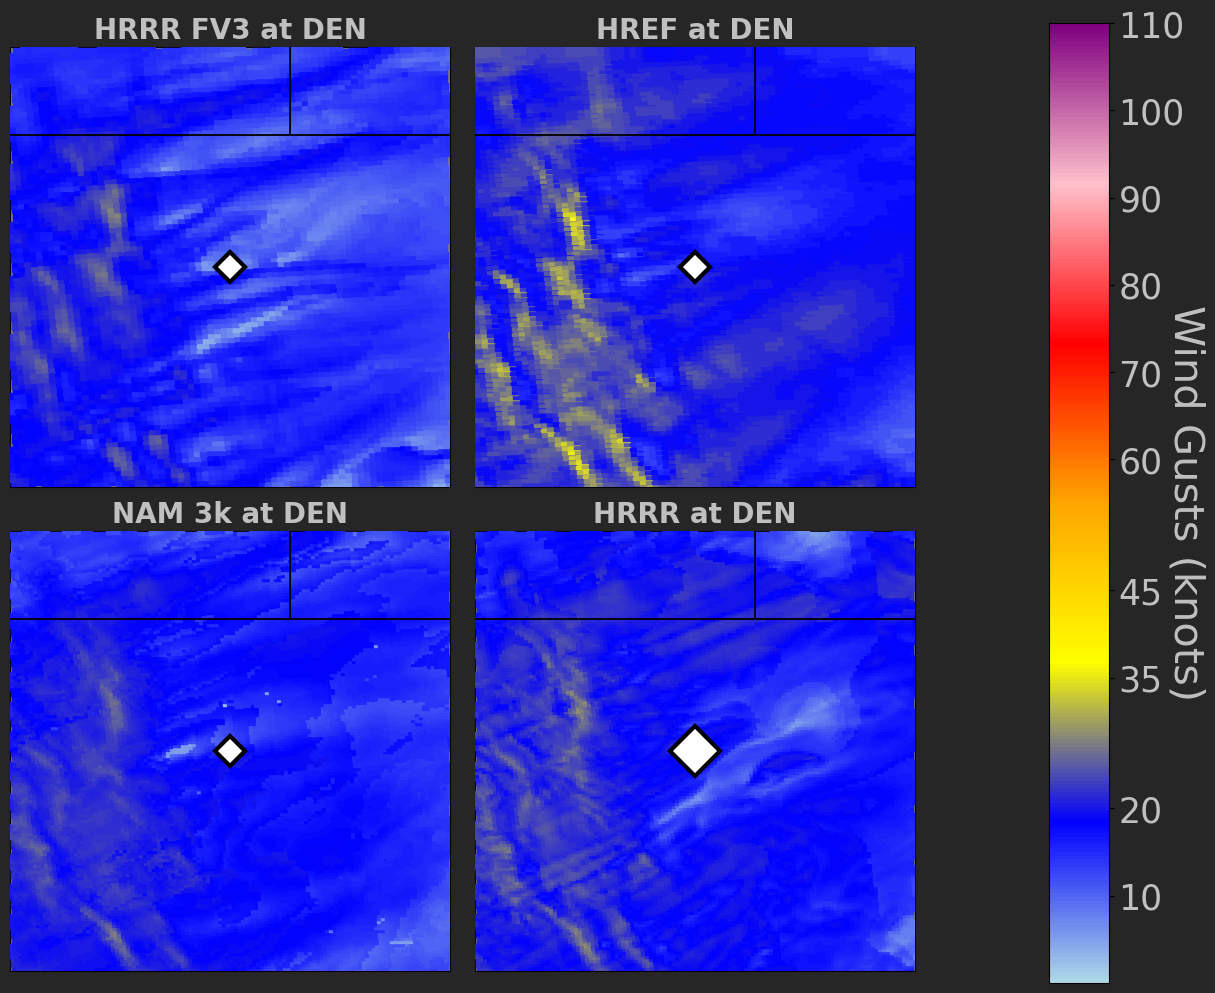 HRRR FV3 at DEN
HREF at DEN
NAM 3k at DEN
HRRR at DEN
110
100
90
80
70
60
45
35
20
10
Wind Gusts (knots)